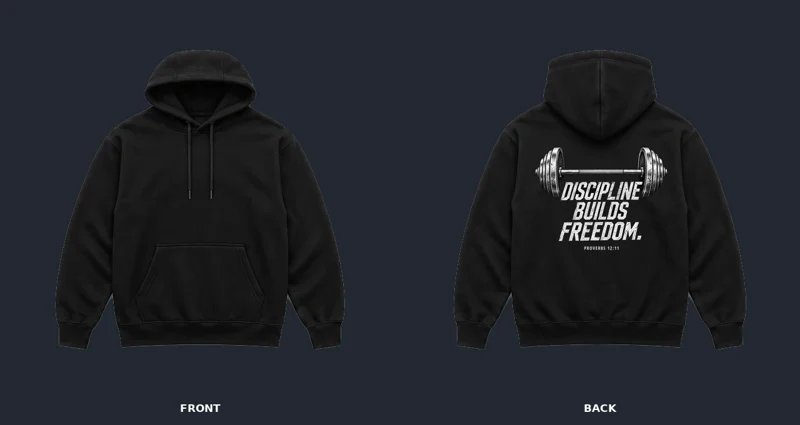 DISCIPLINE
BUILDS
FREEDOM.
PROVERBS 12:11
FRONT
BACK